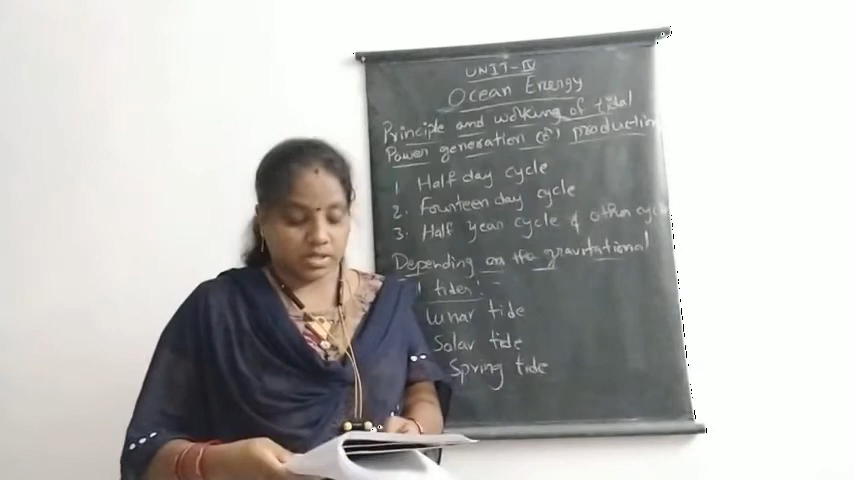 UNIT-IV
Ocean Energy
Principle and working of tidal
Power generation (or) production
1 Half day cycle
2. Fourteen day cycle
3. Half year cycle & other
Depending on the gravitational
tides:-
Lunar tide
Solar tide
Spring tide